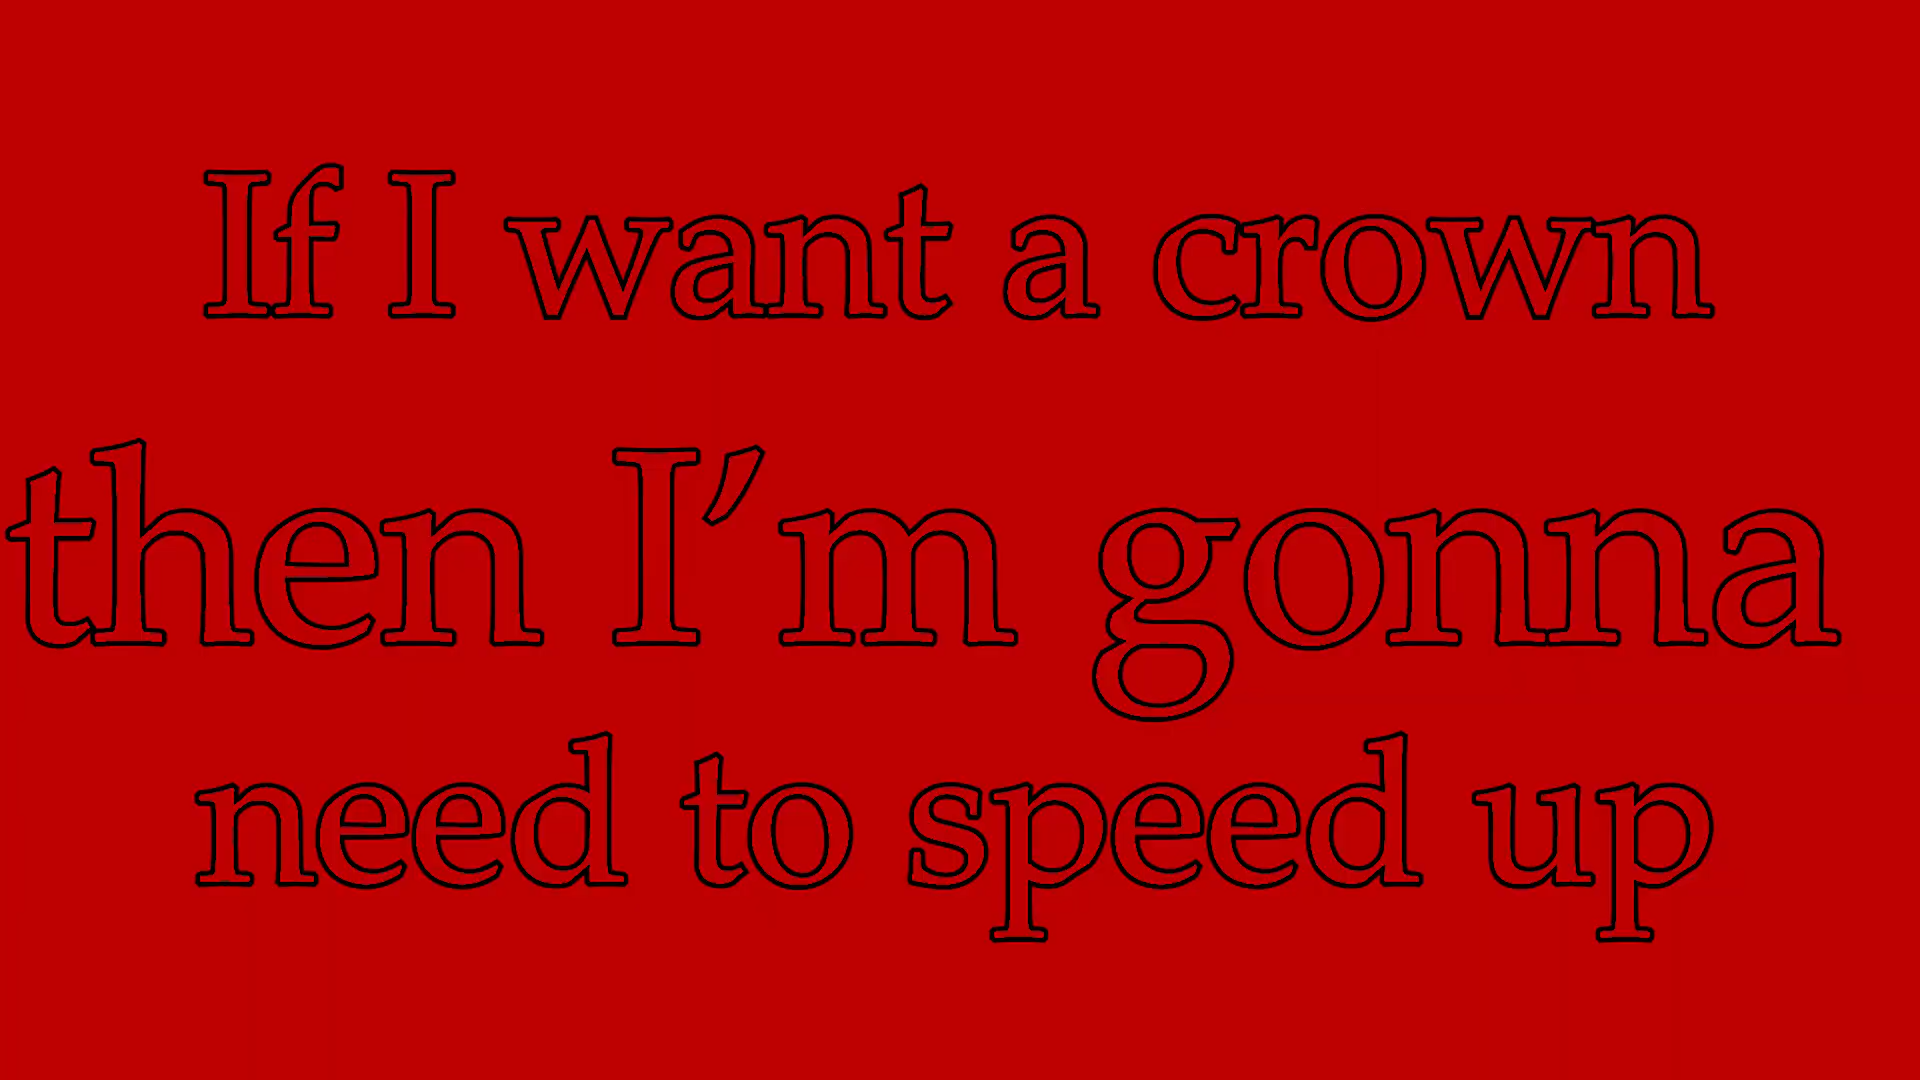 If I want a crown
then I’m gonna
need to speed up